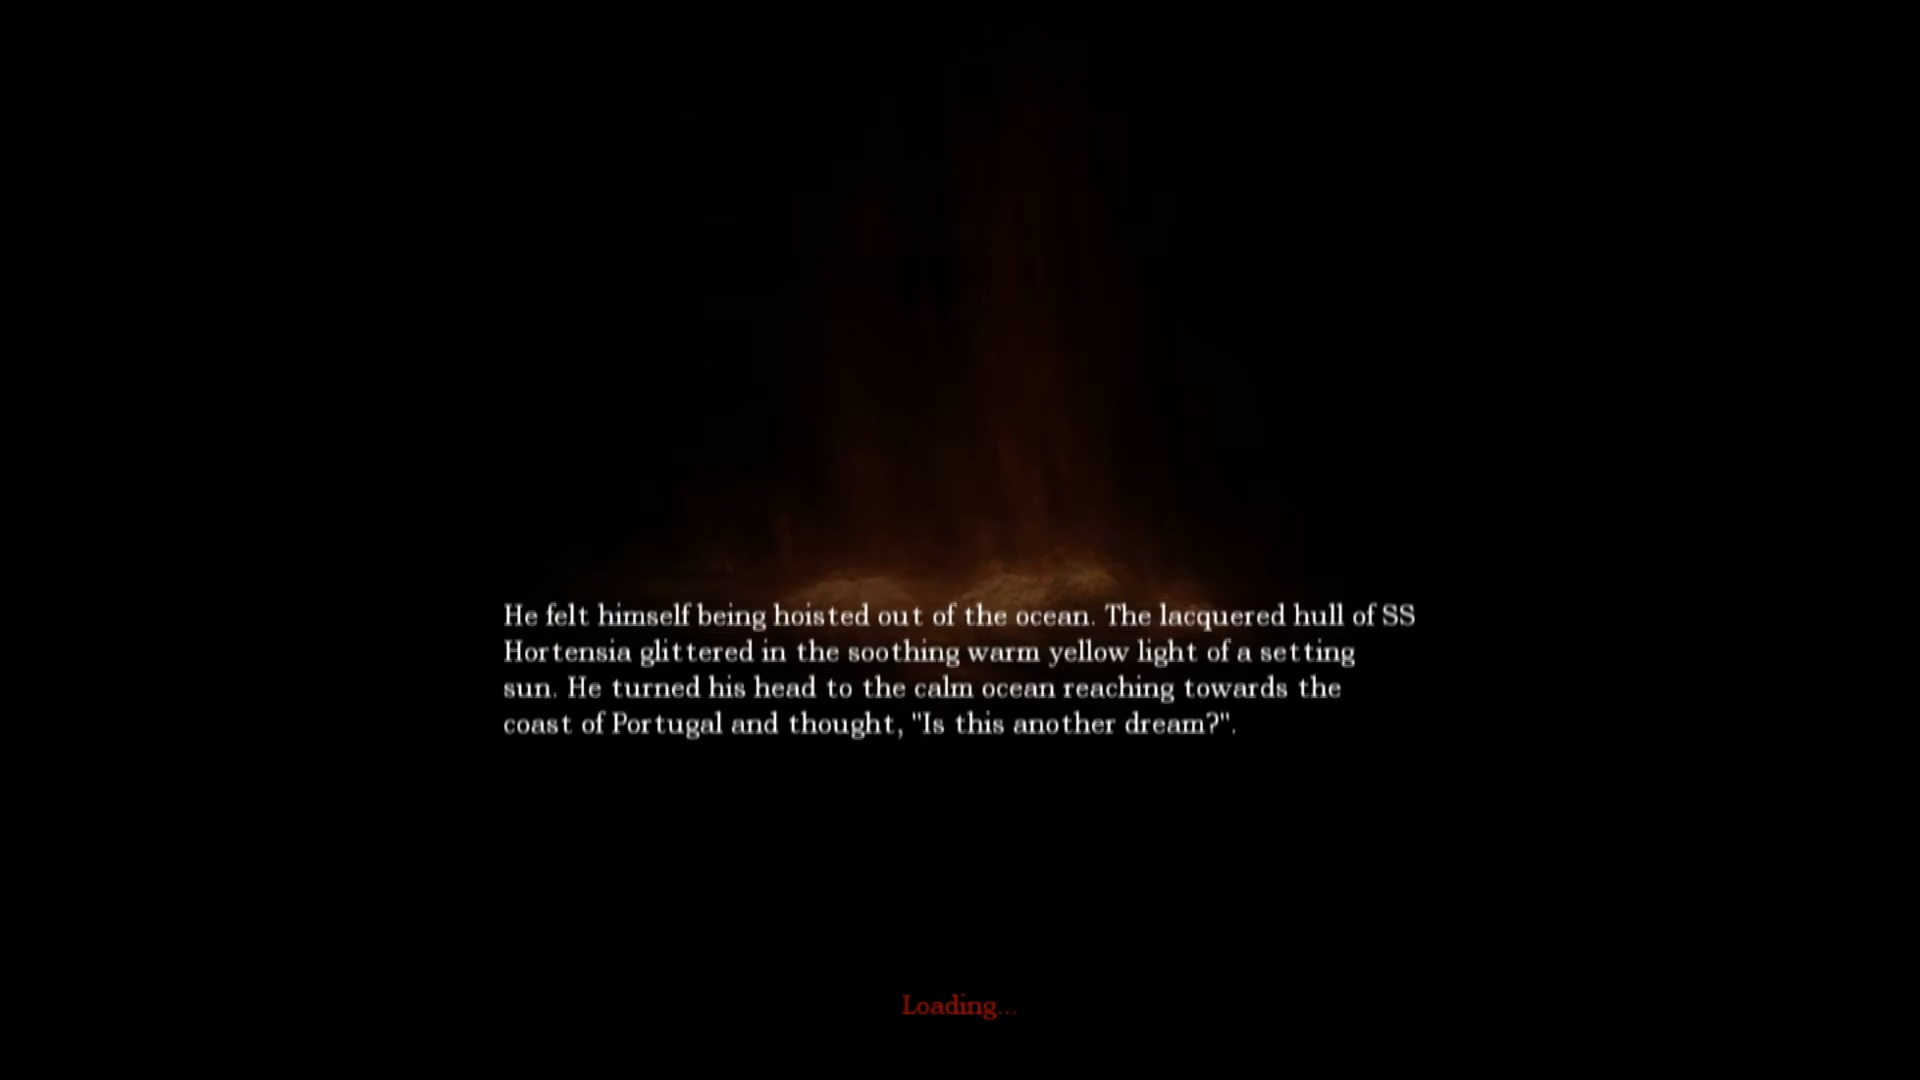 He felt himself being hoisted out of the ocean. The lacquered hull of SS
Hortensia glittered in the soothing warm yellow light of a setting
sun. He turned his head to the calm ocean reaching towards the
coast of Portugal and thought, "Is this another dream?".
Loading...